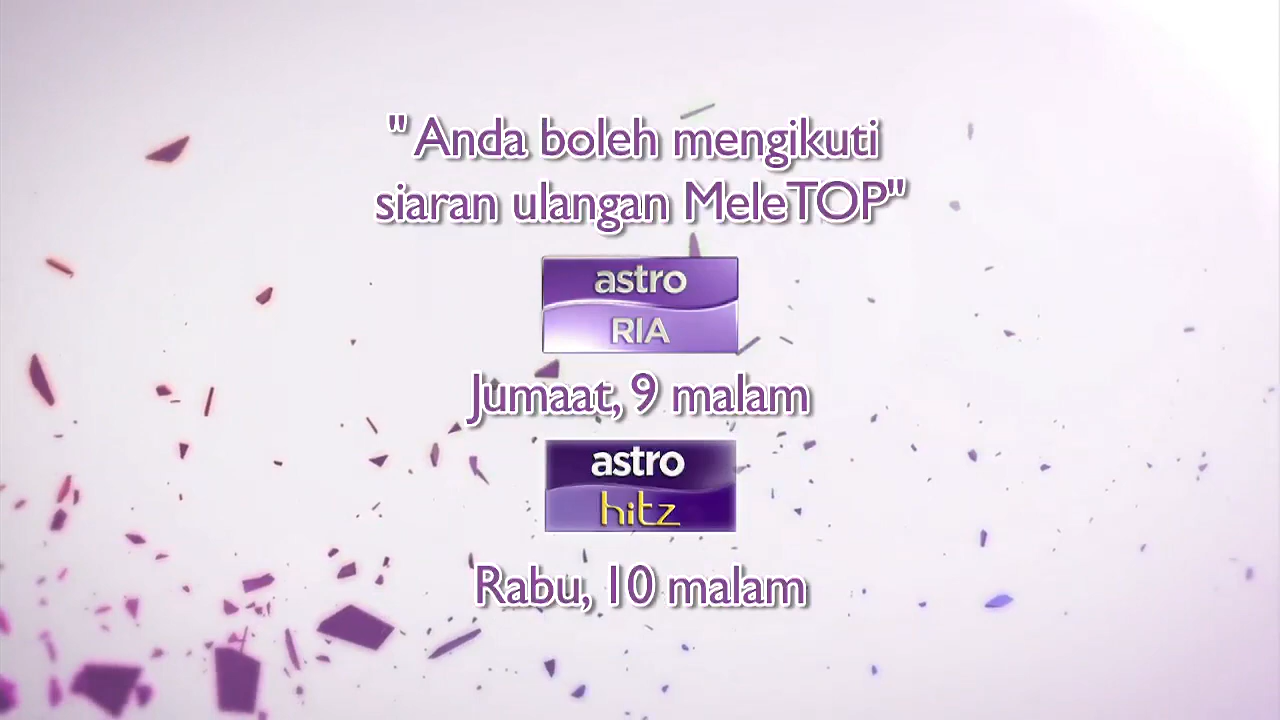 "Anda boleh mengikuti
siaran ulangan MeleTOP"
astro
RIA
Jumaat, 9 malam
astro
hitz
Rabu, 10 malam